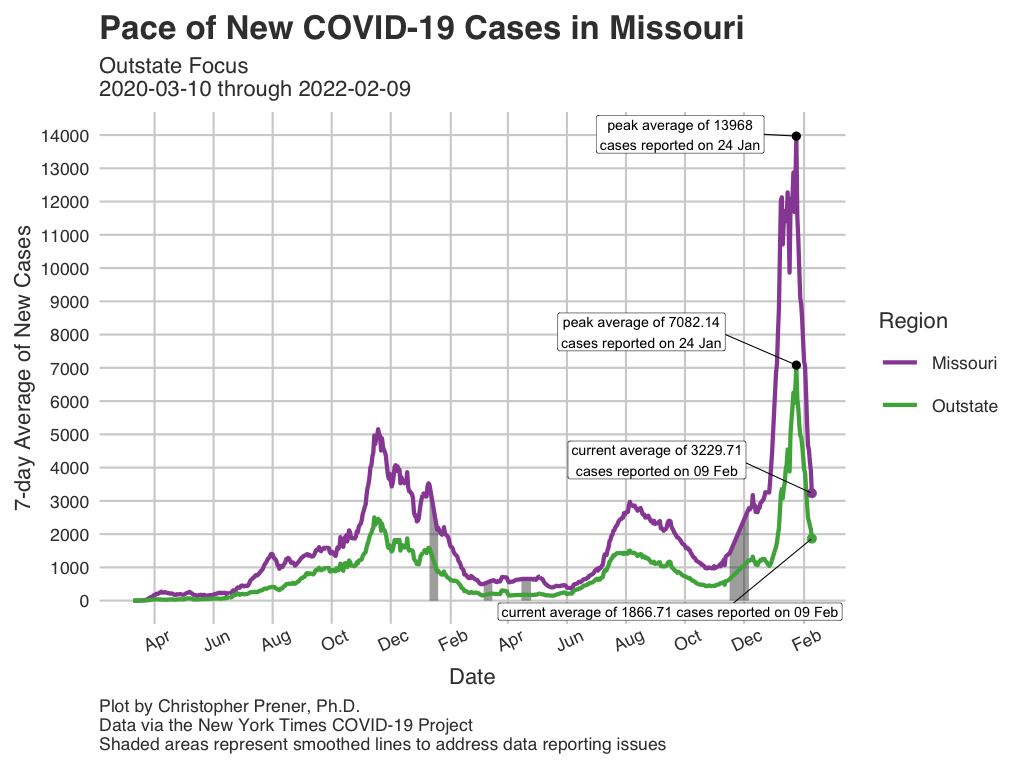 Pace of New COVID-19 Cases in Missouri
Outstate Focus
2020-03-10 through 2022-02-09
peak average of 13968
cases reported on 24 Jan
peak average of 7082.14
cases reported on 24 Jan
current average of 3229.71
cases reported on 09 Feb
current average of 1866.71 cases reported on 09 Feb
7-day Average of New Cases
14000
13000
12000
11000
10000
9000
8000
7000
6000
5000
4000
3000
2000
1000
0
Apr Jun Aug Oct Dec Feb Apr Jun Aug Oct Dec Feb
Date
Region
Missouri
Outstate
Plot by Christopher Prener, Ph.D.
Data via the New York Times COVID-19 Project
Shaded areas represent smoothed lines to address data reporting issues